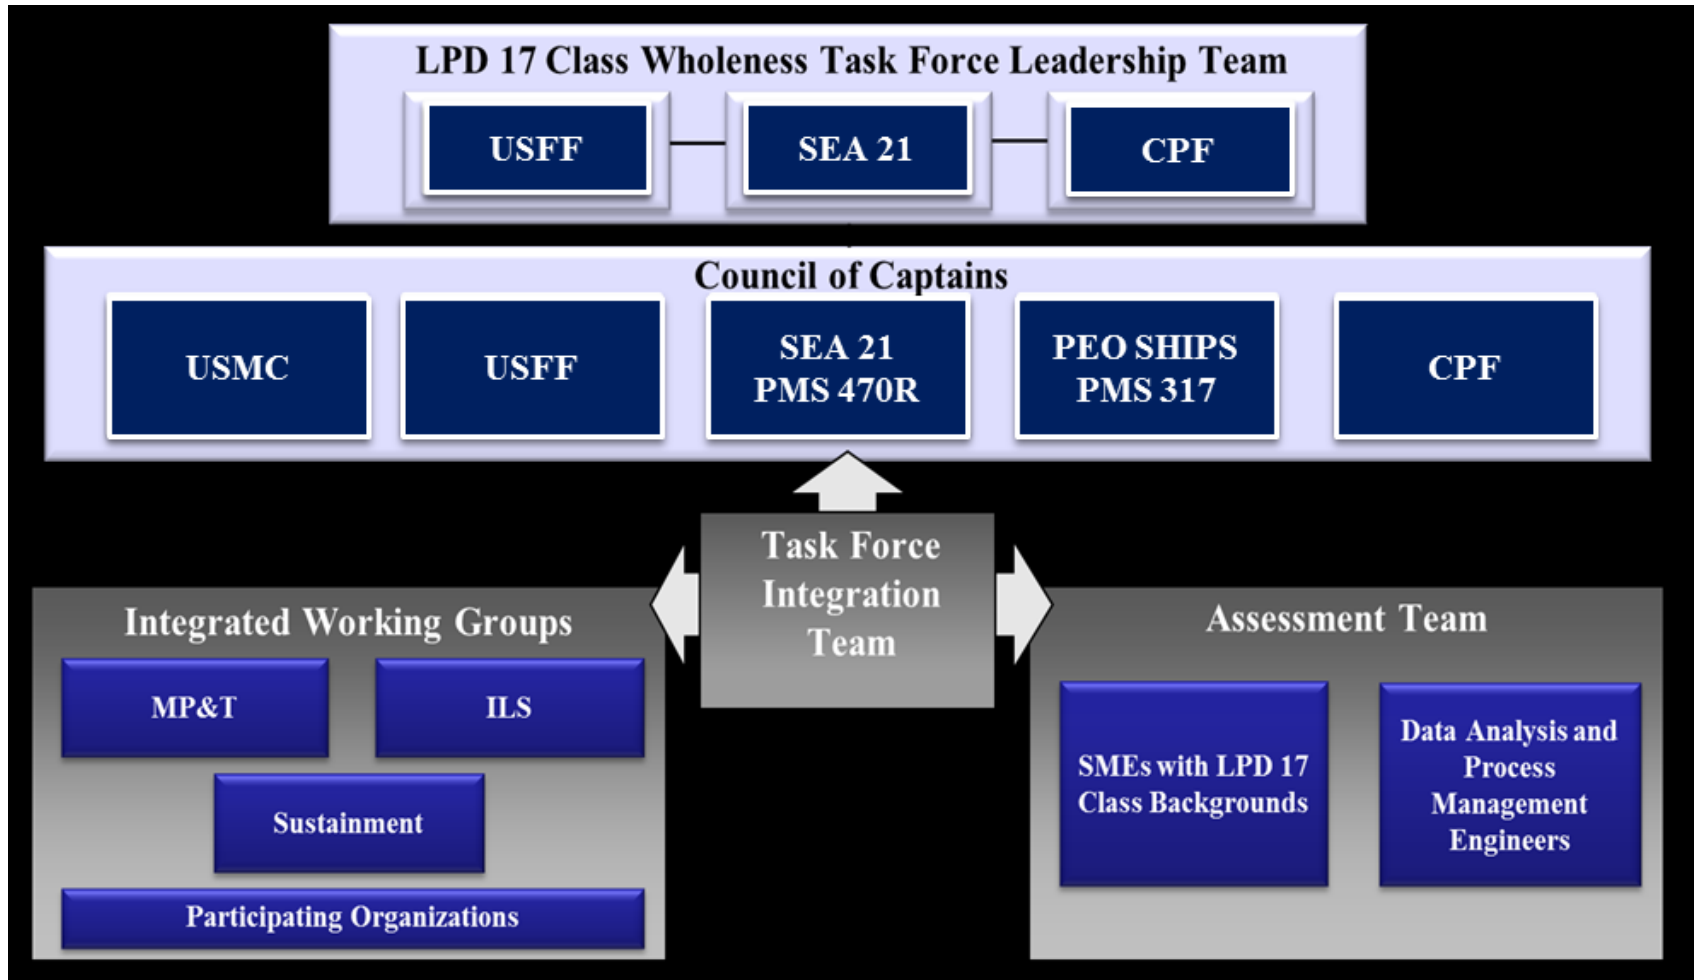 LPD 17 Class Wholeness Task Force Leadership Team
USFF
SEA 21
CPF
Council of Captains
USMC
USFF
SEA 21
PMS 470R
PEO SHIPS
PMS 317
CPF
Task Force
Integration
Team
Integrated Working Groups
MP&T
ILS
Sustainment
Participating Organizations
Assessment Team
SMEs with LPD 17
Class Backgrounds
Data Analysis and
Process
Management
Engineers